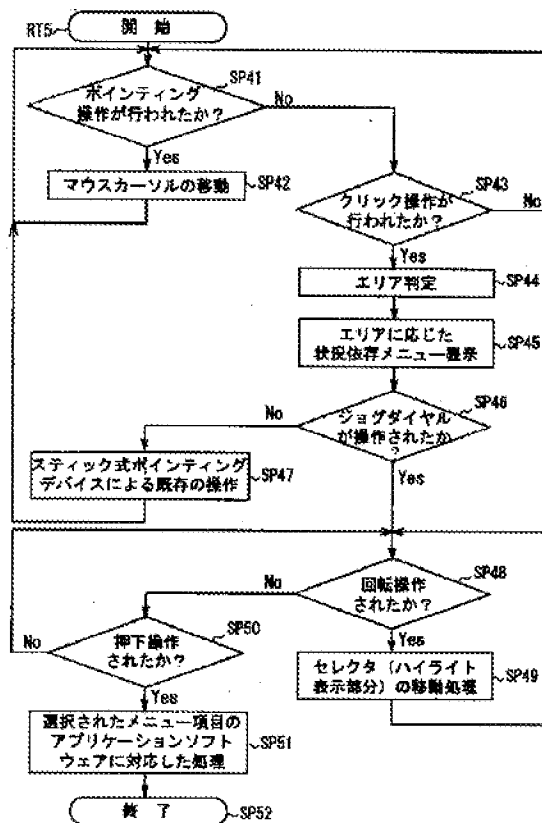 RT5
開 始
ポインティング
操作が行われたか？
SP41
No
Yes
マウスカーソルの移動
SP42
クリック操作が
行われたか？
SP43
No
Yes
エリア判定
SP44
エリアに応じた
状況依存メニュー表示
SP45
ジョグダイヤル
が操作されたか
？
SP46
No
Yes
スティック式ポインティング
デバイスによる既存の操作
SP47
回転操作
されたか？
SP48
No
Yes
セレクタ（ハイライト
表示部分）の移動処理
SP49
押下操作
されたか？
SP50
No
Yes
選択されたメニュー項目の
アプリケーションソフト
ウェアに対応した処理
SP51
終 了
SP52